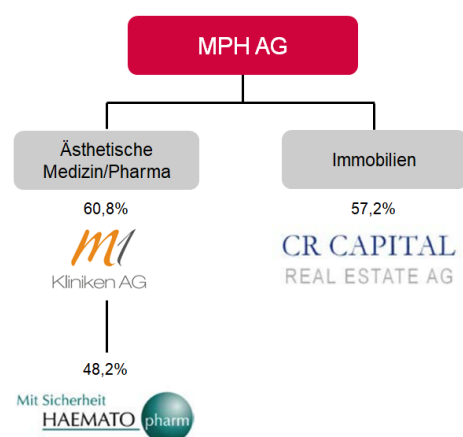 MPH AG
Ästhetische
Medizin/Pharma
Immobilien
60,8%
57,2%
m1
Kliniken AG
CR CAPITAL
REAL ESTATE AG
48,2%
Mit Sicherheit
HAEMATO pharm